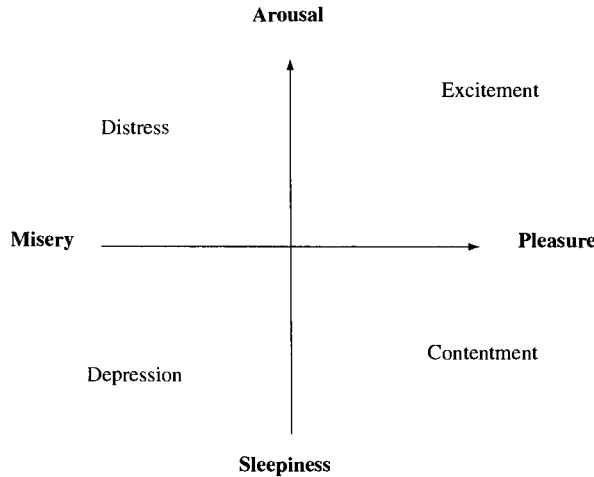 Arousal
Excitement
Distress
Misery
Pleasure
Contentment
Depression
Sleepiness